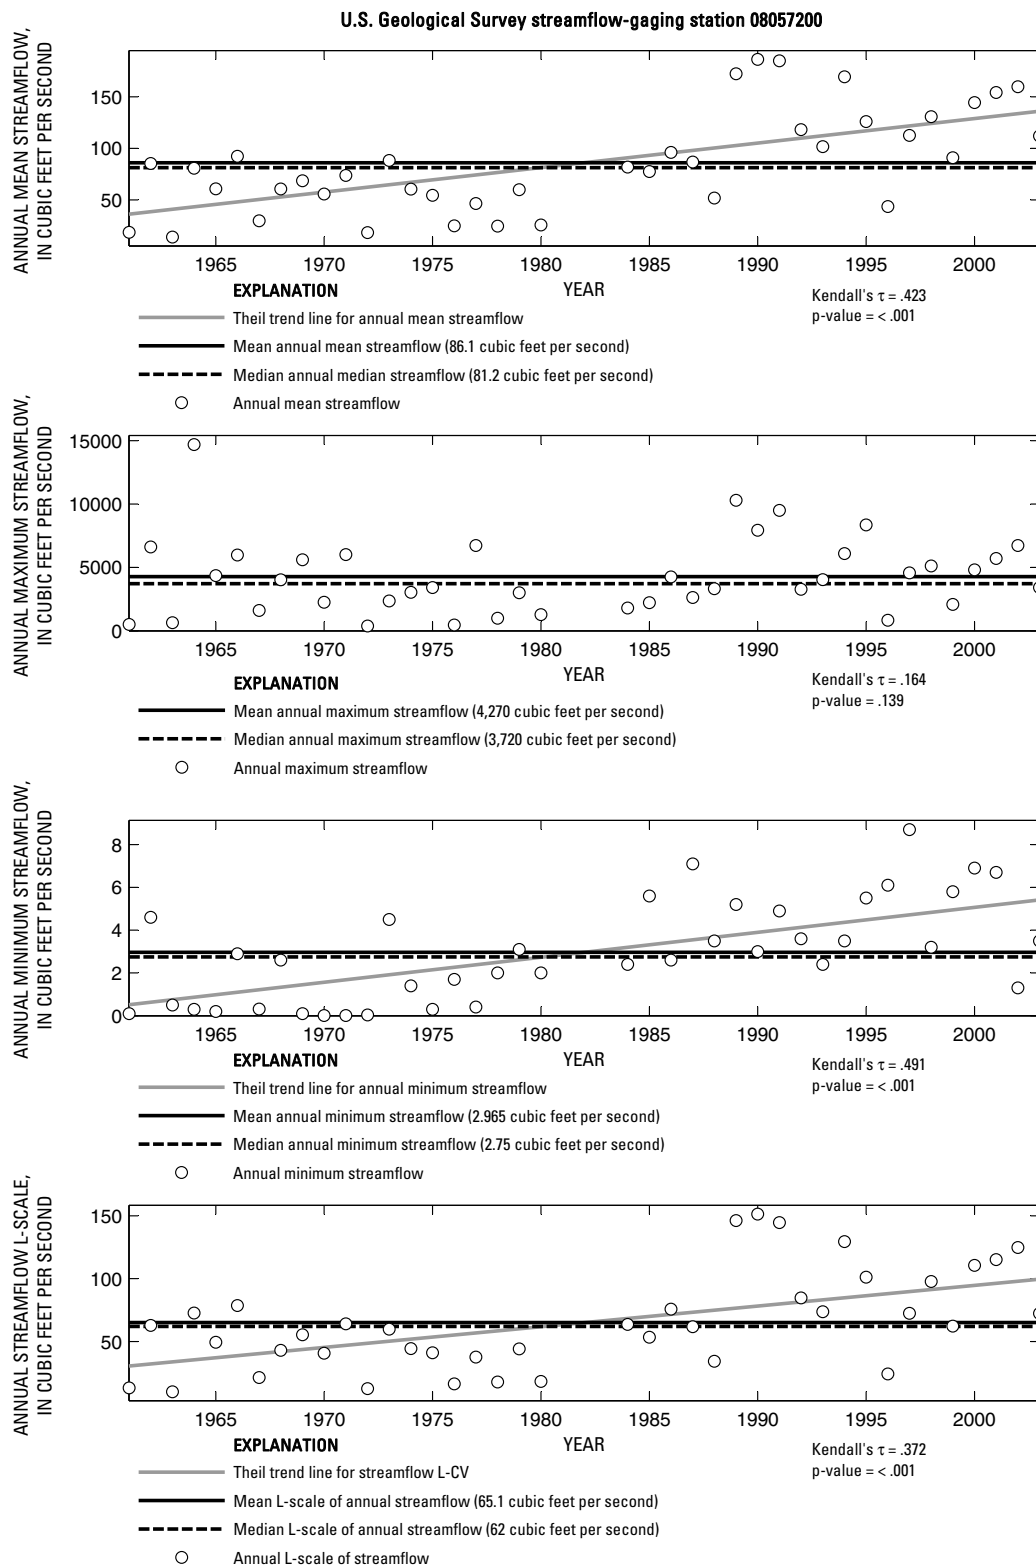 U.S. Geological Survey streamflow-gaging station 08057200
ANNUAL MEAN STREAMFLOW,
IN CUBIC FEET PER SECOND
150
100
50
1965 1970 1975 1980 1985 1990 1995 2000
YEAR
EXPLANATION
Theil trend line for annual mean streamflow
Mean annual mean streamflow (86.1 cubic feet per second)
Median annual median streamflow (81.2 cubic feet per second)
Annual mean streamflow
Kendall's τ = .423
p-value = < .001
ANNUAL MAXIMUM STREAMFLOW,
IN CUBIC FEET PER SECOND
15000
10000
5000
0
1965 1970 1975 1980 1985 1990 1995 2000
YEAR
EXPLANATION
Mean annual maximum streamflow (4,270 cubic feet per second)
Median annual maximum streamflow (3,720 cubic feet per second)
Annual maximum streamflow
Kendall's τ = .164
p-value = .139
ANNUAL MINIMUM STREAMFLOW,
IN CUBIC FEET PER SECOND
8
6
4
2
0
1965 1970 1975 1980 1985 1990 1995 2000
YEAR
EXPLANATION
Theil trend line for annual minimum streamflow
Mean annual minimum streamflow (2.965 cubic feet per second)
Median annual minimum streamflow (2.75 cubic feet per second)
Annual minimum streamflow
Kendall's τ = .491
p-value = < .001
ANNUAL STREAMFLOW L-SCALE,
IN CUBIC FEET PER SECOND
150
100
50
1965 1970 1975 1980 1985 1990 1995 2000
YEAR
EXPLANATION
Theil trend line for streamflow L-CV
Mean L-scale of annual streamflow (65.1 cubic feet per second)
Median L-scale of annual streamflow (62 cubic feet per second)
Annual L-scale of streamflow
Kendall's τ = .372
p-value = < .001